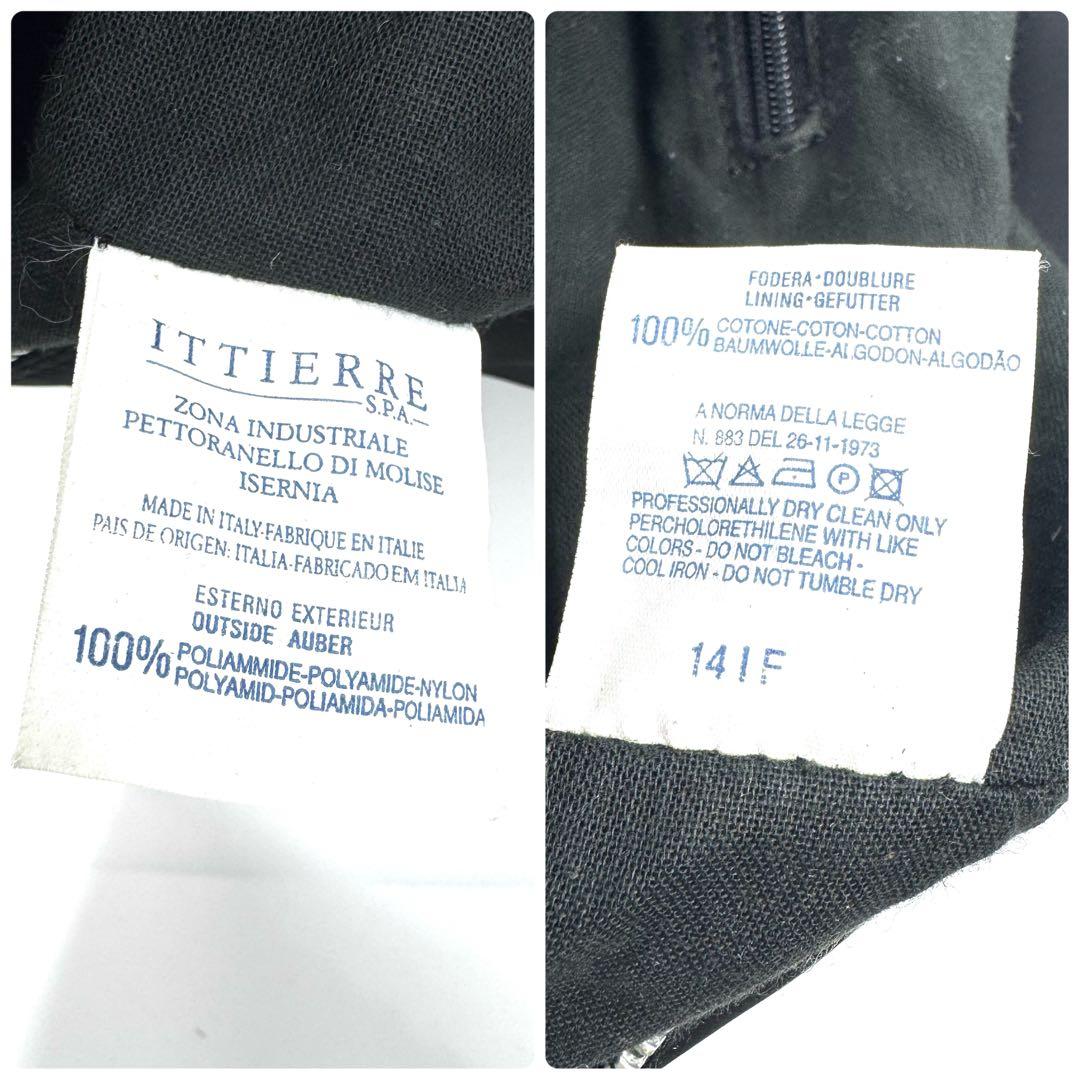 ITTIERRE
S.P.A.
ZONA INDUSTRIALE
PETTORANELLO DI MOLISE
ISERNIA
MADE IN ITALY-FABRIQUE EN ITALIE
PAIS DE ORIGEN: ITALIA-FABRICADO EM ITALIA
ESTERNO EXTERIEUR
OUTSIDE AUBER
100% POLIAMMIDE-POLYAMIDE-NYLON
POLYAMID-POLIAMIDA-POLIAMIDA
FODERA•DOUBLURE
LINING•GEFUTTER
100% COTONE-COTON-COTTON
BAUMWOLLE-ALGODON-ALGODÃO
A NORMA DELLA LEGGE
N. 883 DEL 26-11-1973
P
PROFESSIONALLY DRY CLEAN ONLY
PERCHOLORETHILENE WITH LIKE
COLORS - DO NOT BLEACH -
COOL IRON - DO NOT TUMBLE DRY
14 I F